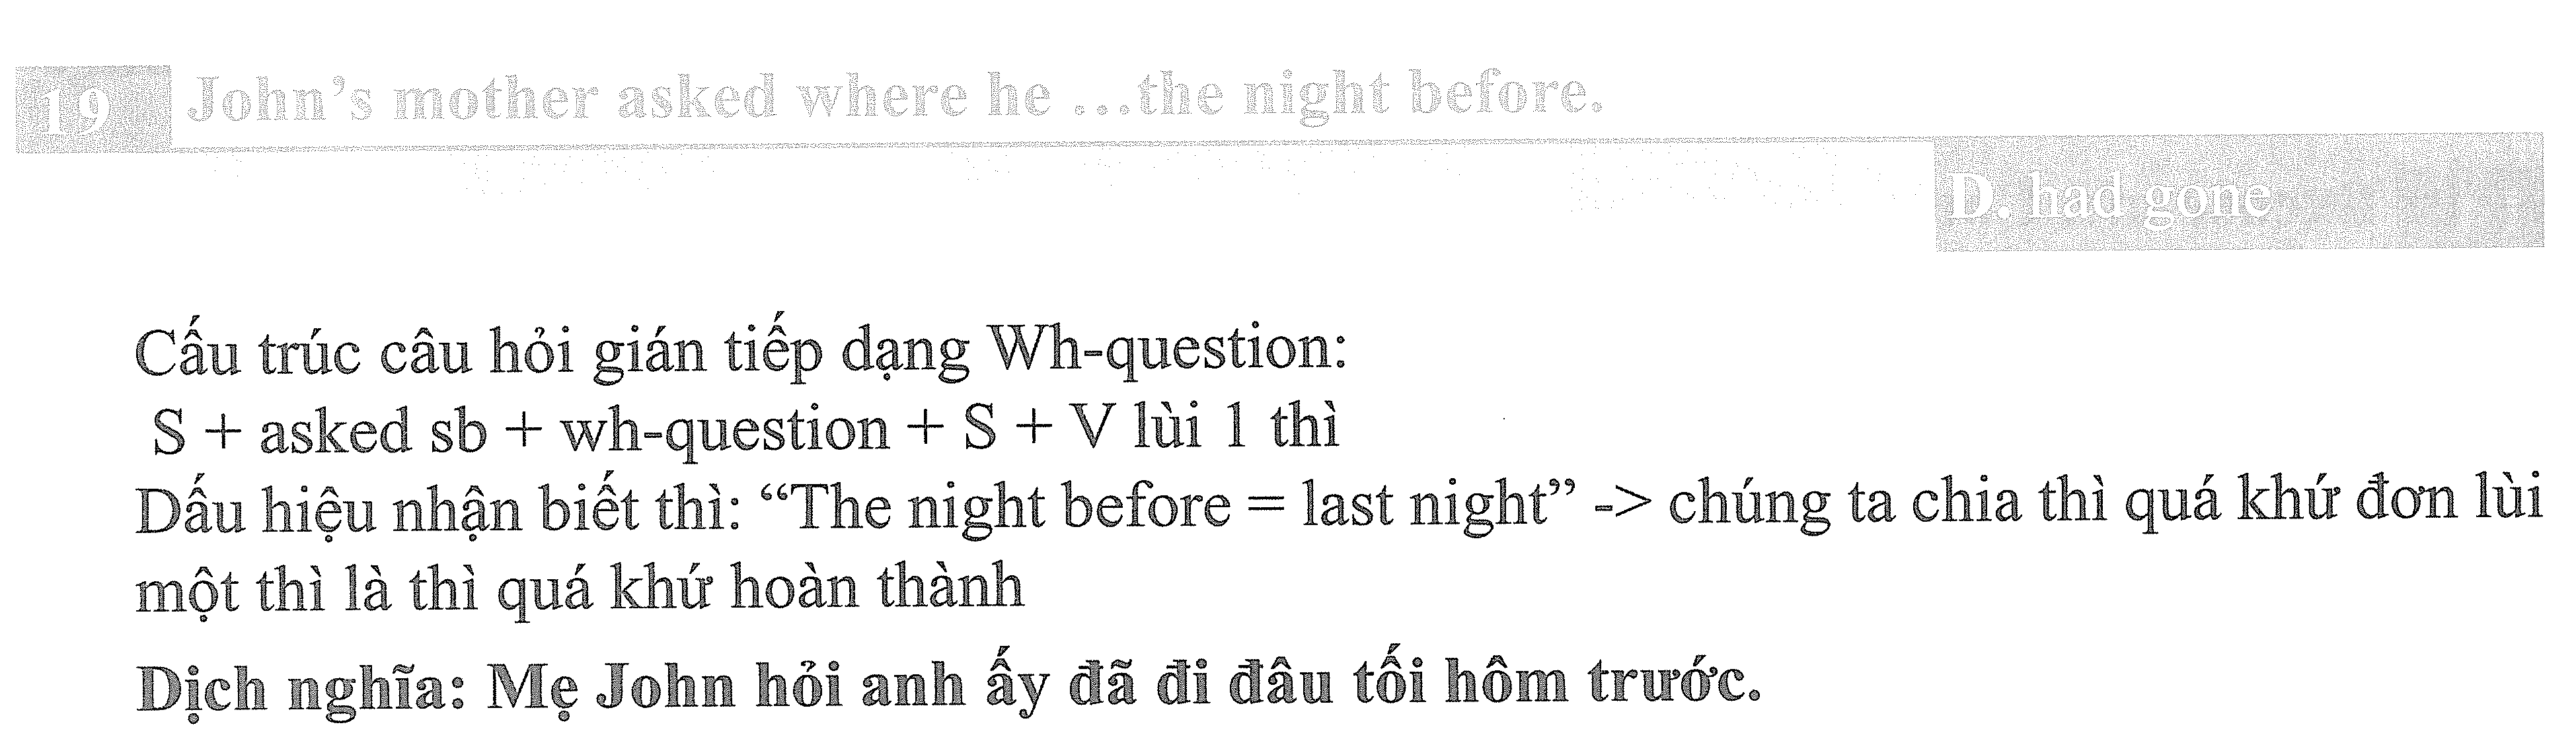 19 John’s mother asked where he ...the night before.
D. had gone
Cấu trúc câu hỏi gián tiếp dạng Wh-question:
S + asked sb + wh-question + S + V lùi 1 thì
Dấu hiệu nhận biết thì: “The night before = last night” -> chúng ta chia thì quá khứ đơn lùi
một thì là thì quá khứ hoàn thành
Dịch nghĩa: Mẹ John hỏi anh ấy đã đi đâu tối hôm trước.